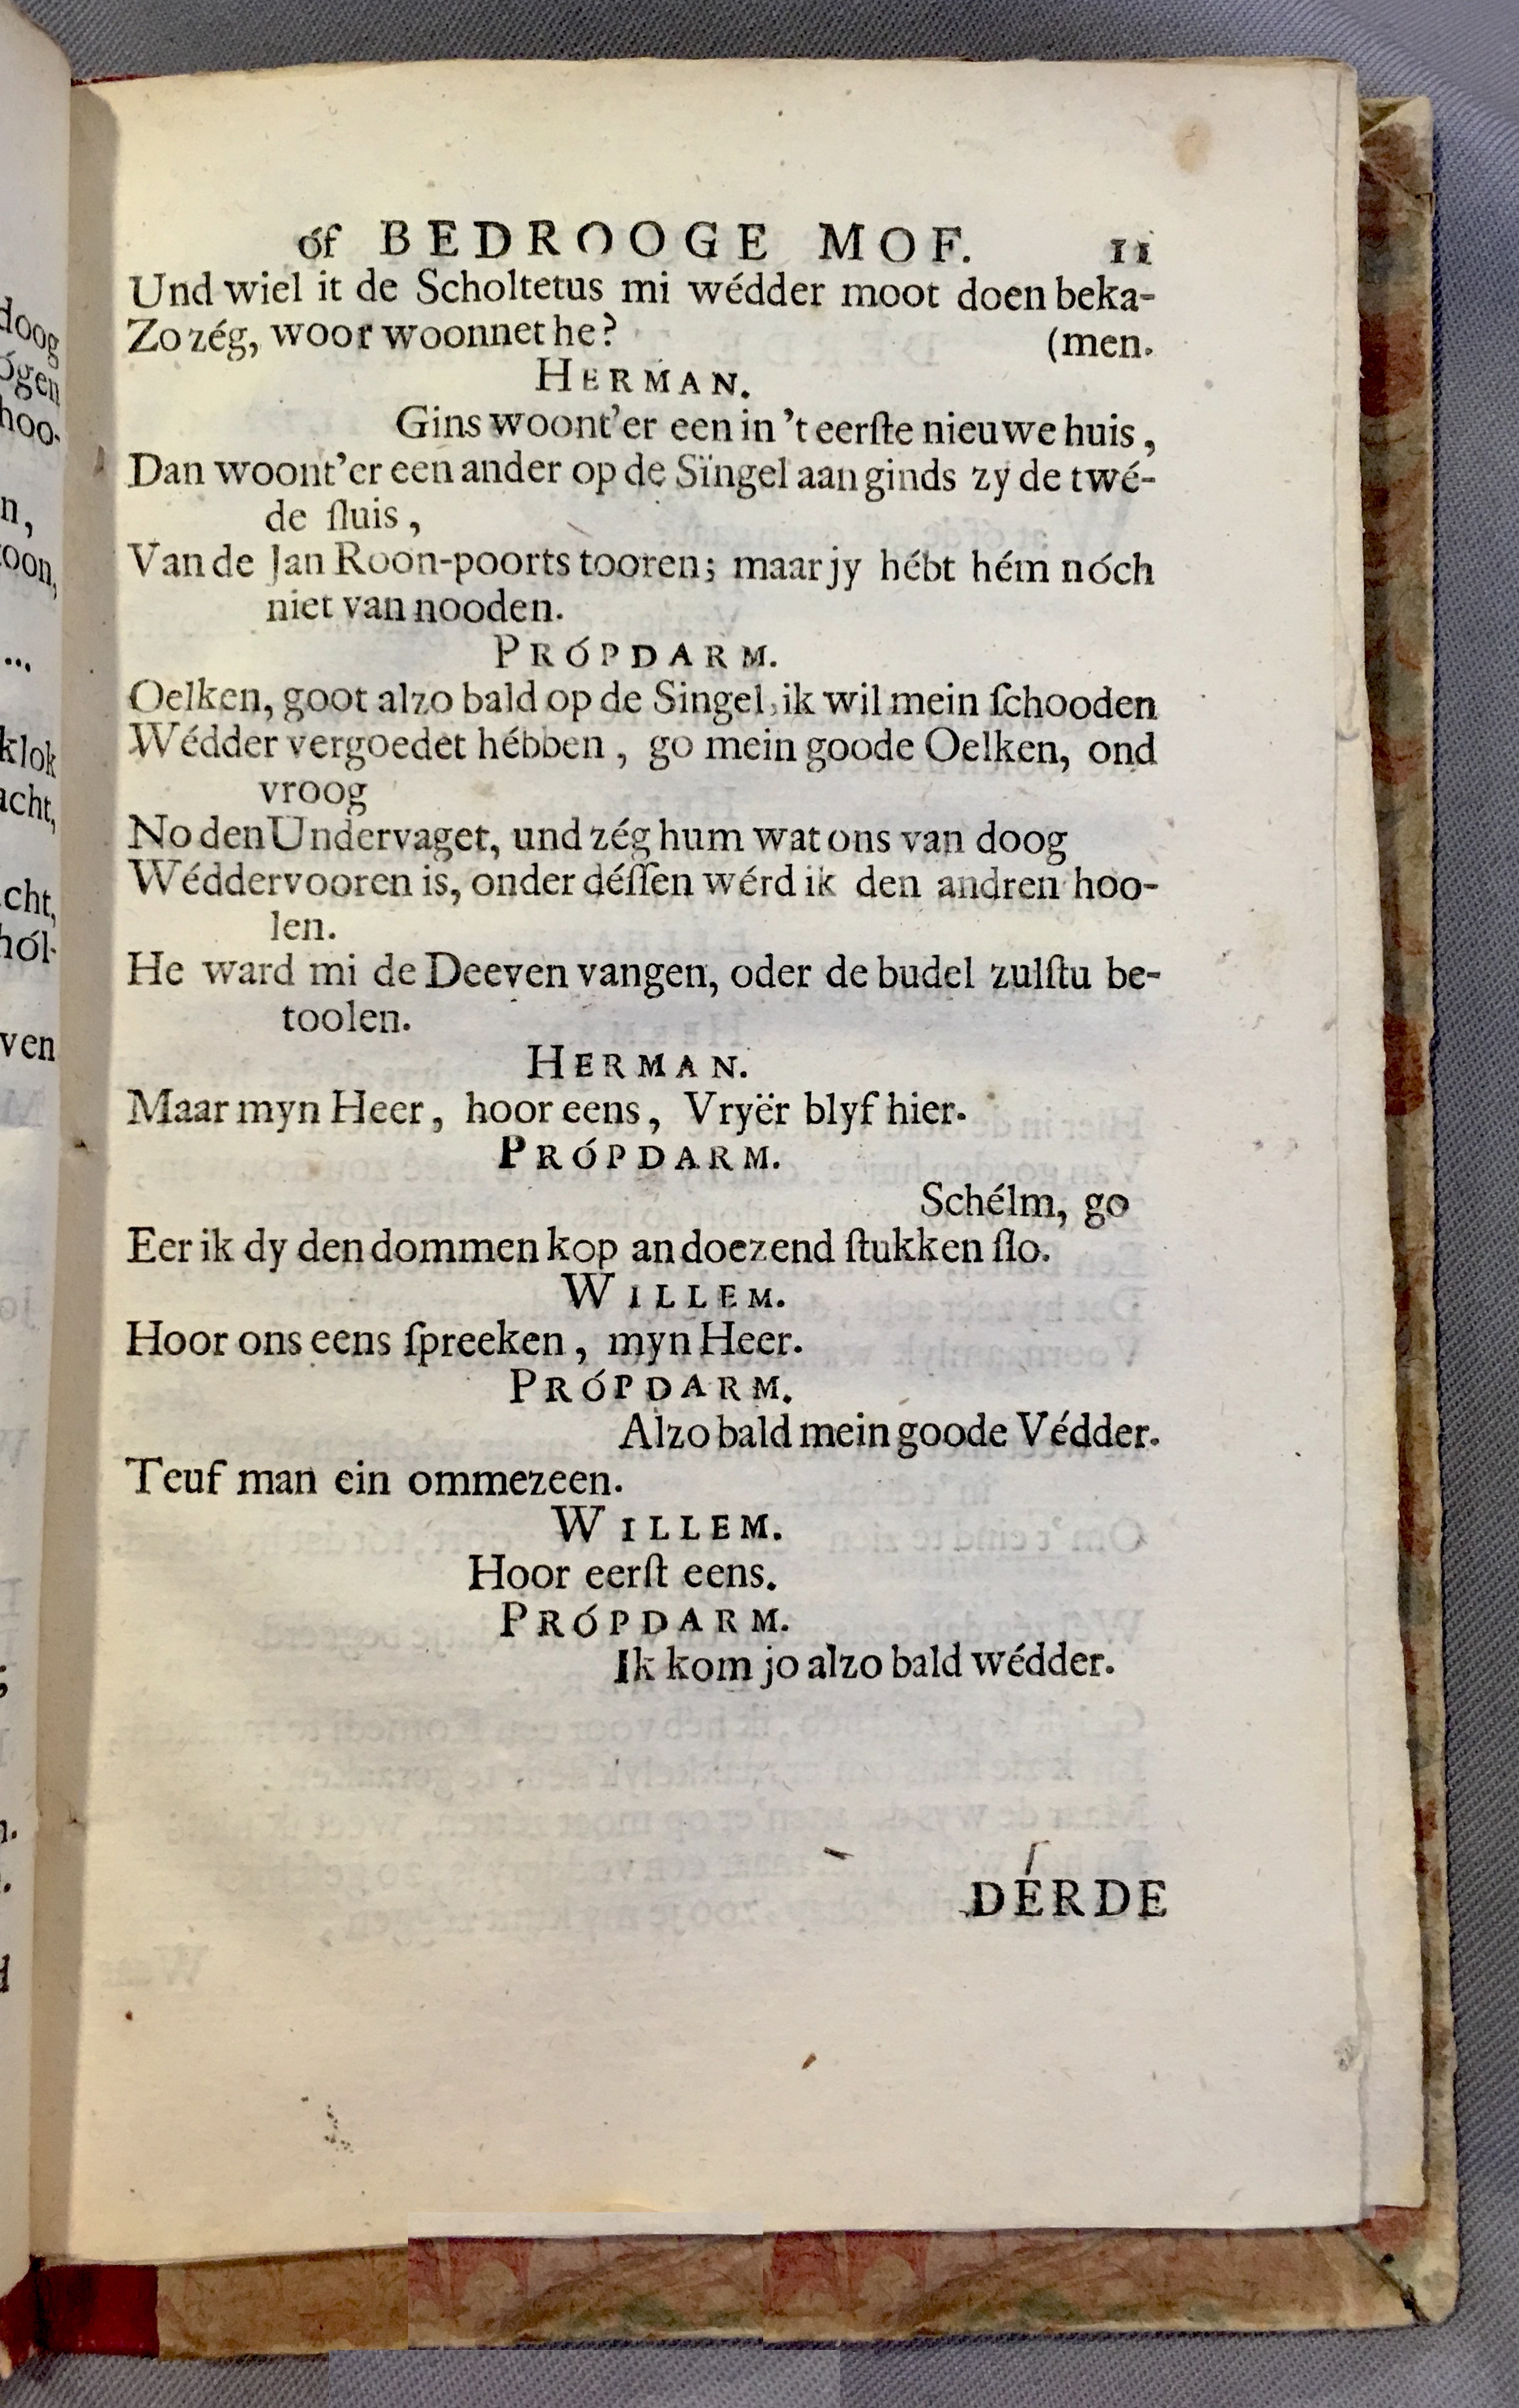 óf BEDROOGE MOF. 11
Und wiel it de Scholtetus mi wédder moot doen beka-
Zo zég, woor woonnet he? (men.
HERMAN.
Gins woont'er een in 't eerſte nieuwe huis,
Dan woont'er een ander op de Sïngel aan ginds zy de twé-
de ſluis,
Van de Jan Roon-poorts tooren; maar jy hébt hém nóch
niet van nooden.
PRÓPDARM.
Oelken, goot alzo bald op de Singel, ik wil mein ſchooden
Wédder vergoedet hébben, go mein goode Oelken, ond
vroog
No den Undervaget, und zég hum wat ons van doog
Wéddervooren is, onder déſſen wérd ik den andren hoo-
len.
He ward mi de Deeven vangen, oder de budel zulſtu be-
toolen.
HERMAN.
Maar myn Heer, hoor eens, Vryër blyf hier.
PRÓPDARM.
Schélm, go
Eer ik dy den dommen kop an doezend ſtukken ſlo.
WILLEM.
Hoor ons eens ſpreeken, myn Heer.
PRÓPDARM.
Alzo bald mein goode Védder.
Teuf man ein ommezeen.
WILLEM.
Hoor eerſt eens.
PRÓPDARM.
Ik kom jo alzo bald wédder.
DÉRDE